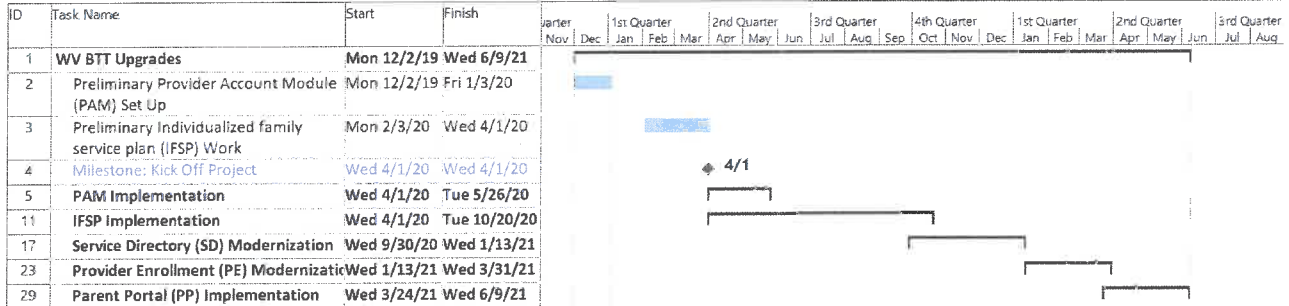 ID Task Name Start Finish
arter 1st Quarter 2nd Quarter 3rd Quarter 4th Quarter 1st Quarter 2nd Quarter 3rd Quarter
Nov Dec Jan Feb Mar Apr May Jun Jul Aug Sep Oct Nov Dec Jan Feb Mar Apr May Jun Jul Aug
1 WV BTT Upgrades Mon 12/2/19 Wed 6/9/21
2 Preliminary Provider Account Module Mon 12/2/19 Fri 1/3/20
(PAM) Set Up
3 Preliminary Individualized family Mon 2/3/20 Wed 4/1/20
service plan (IFSP) Work
4 Milestone: Kick Off Project Wed 4/1/20 Wed 4/1/20 4/1
5 PAM Implementation Wed 4/1/20 Tue 5/26/20
11 IFSP Implementation Wed 4/1/20 Tue 10/20/20
17 Service Directory (SD) Modernization Wed 9/30/20 Wed 1/13/21
23 Provider Enrollment (PE) Modernizatic Wed 1/13/21 Wed 3/31/21
29 Parent Portal (PP) Implementation Wed 3/24/21 Wed 6/9/21